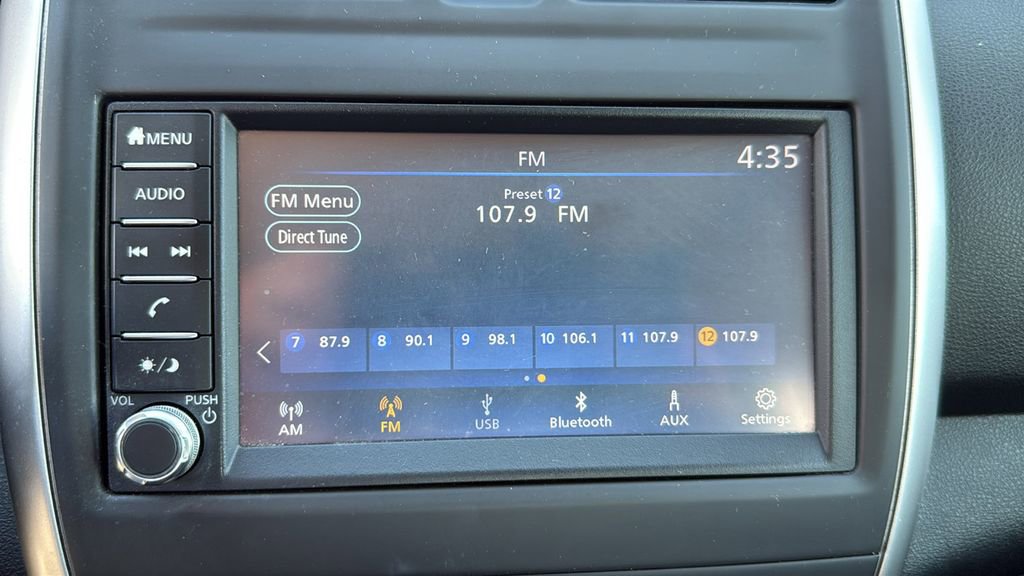 MENU
AUDIO
VOL PUSH
FM 4:35
FM Menu
Direct Tune
Preset 12
107.9 FM
7 87.9 8 90.1 9 98.1 10 106.1 11 107.9 12 107.9
AM FM USB Bluetooth AUX Settings